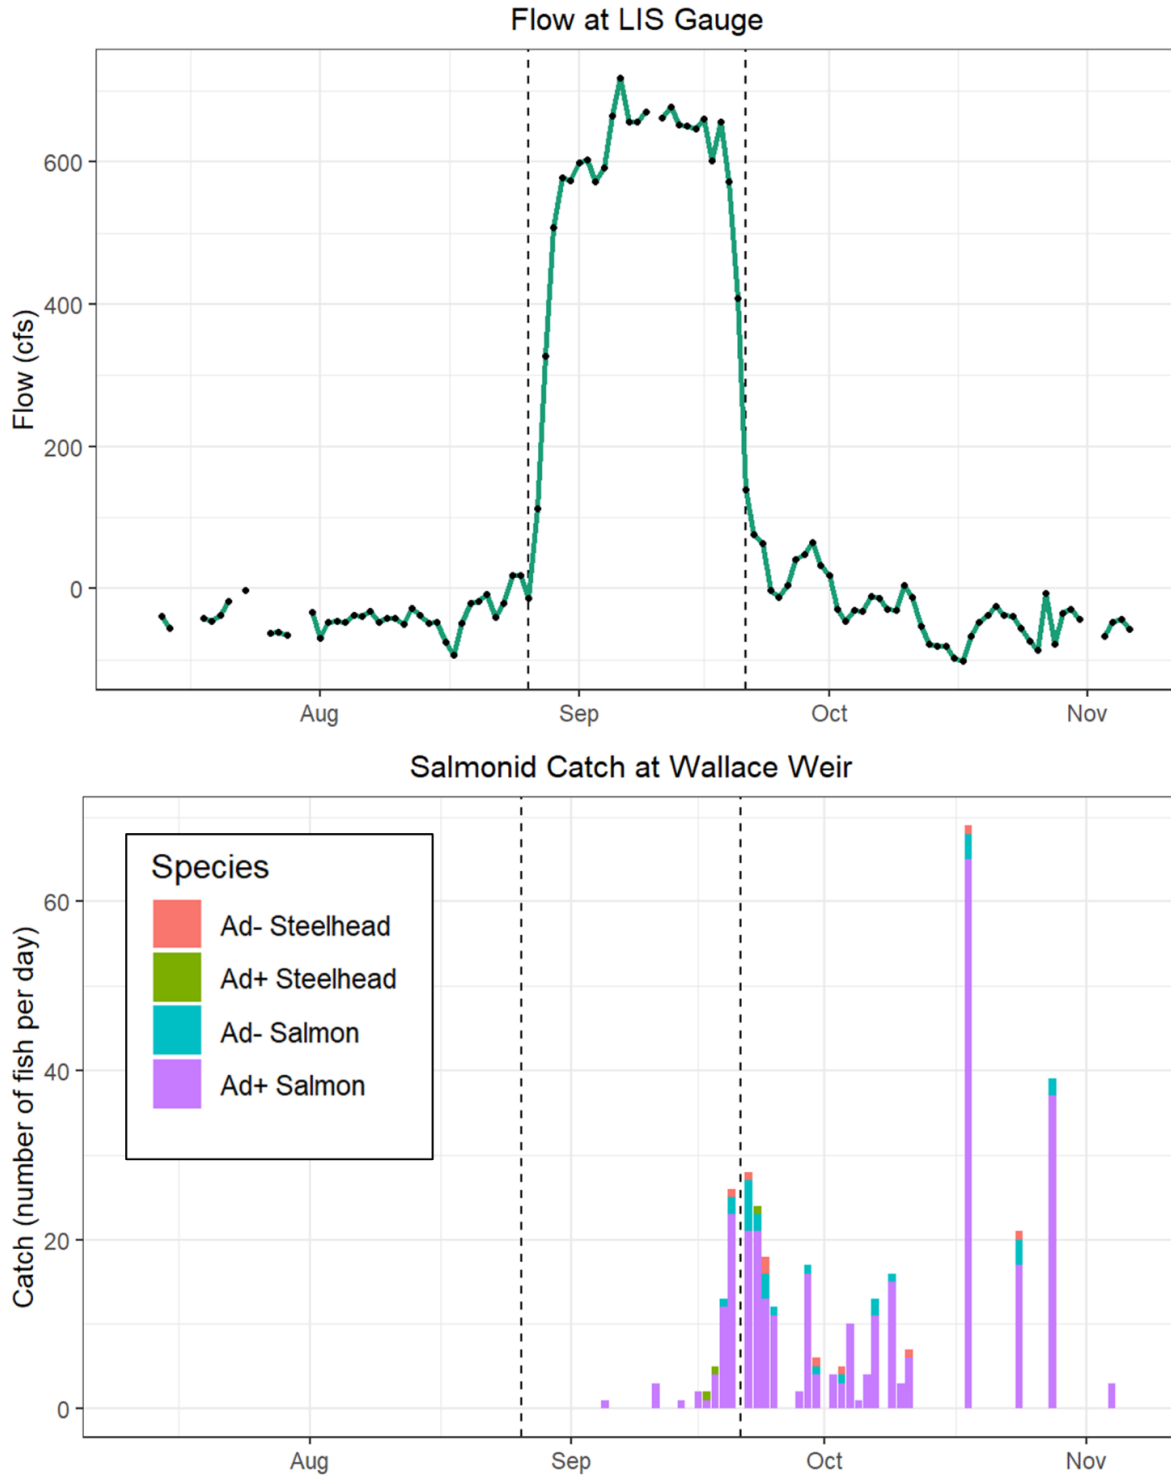 Flow at LIS Gauge
Flow (cfs)
600
400
200
0
Aug Sep Oct Nov
Salmonid Catch at Wallace Weir
Catch (number of fish per day)
60
40
20
0
Species
Ad- Steelhead
Ad+ Steelhead
Ad- Salmon
Ad+ Salmon
Aug Sep Oct Nov